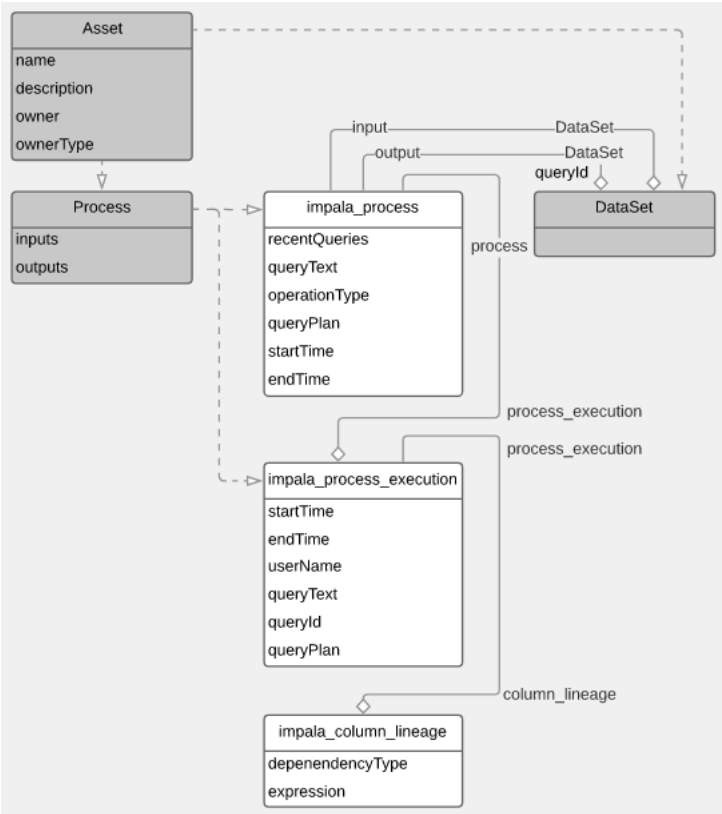 Asset
name
description
owner
ownerType
input
DataSet
output
DataSet
queryId
Process
inputs
outputs
impala_process
recentQueries
queryText
operationType
queryPlan
startTime
endTime
DataSet
process
process_execution
process_execution
impala_process_execution
startTime
endTime
userName
queryText
queryId
queryPlan
column_lineage
impala_column_lineage
depenendencyType
expression